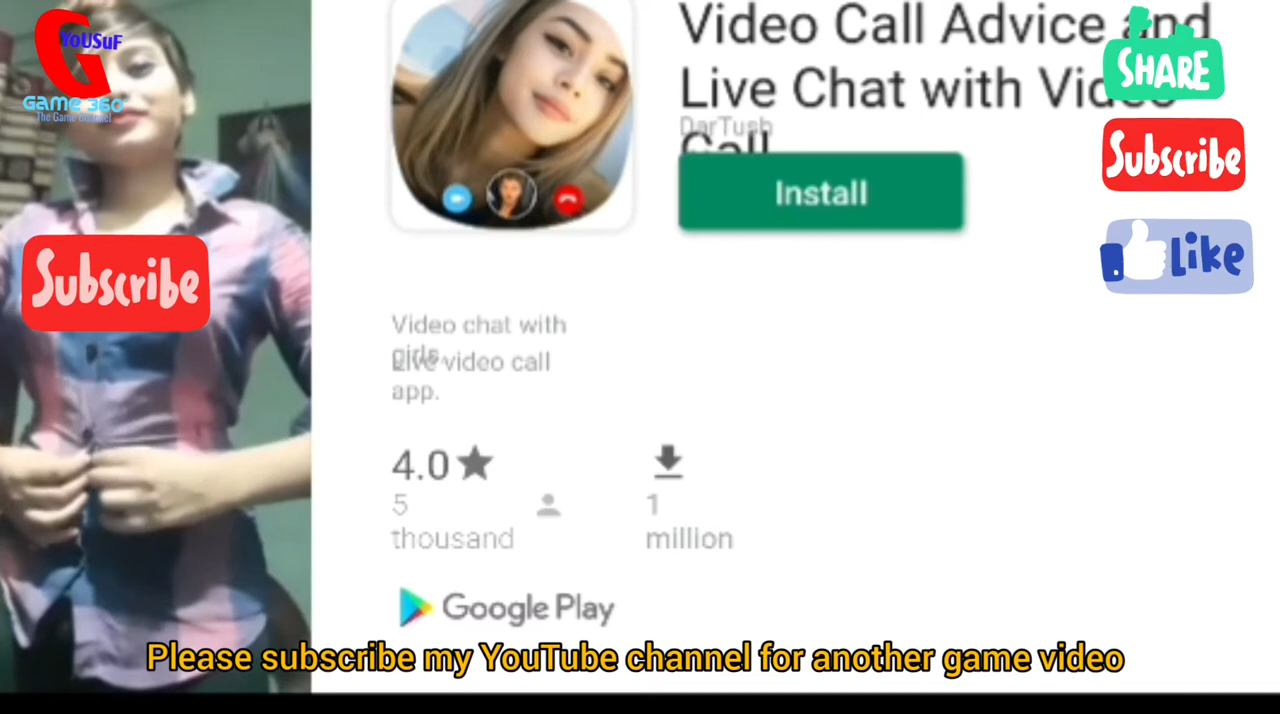 YOUSuF
Game 360
The Game Channel
Subscribe
Video Call Advice and
Live Chat with Video
Call
DarTush
Install
SHARE
Subscribe
Like
Video chat with
girls.
Live video call
app.
4.0
5
thousand
1
million
Google Play
Please subscribe my YouTube channel for another game video